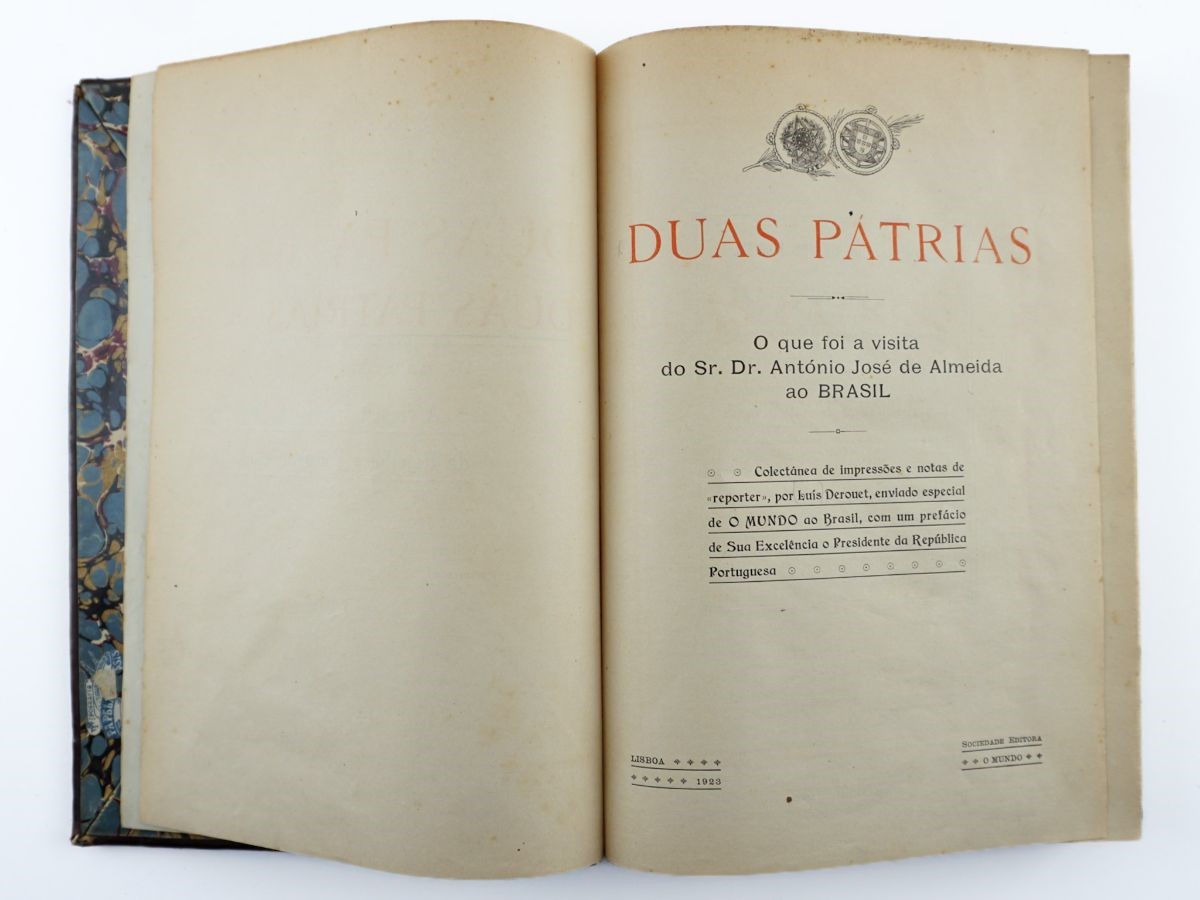 DUAS PÁTRIAS
O que foi a visita
do Sr. Dr. António José de Almeida
ao BRASIL
Colectânea de impressões e notas de
«reporter», por Luís Derouet, enviado especial
de O MUNDO ao Brasil, com um prefácio
de Sua Excelência o Presidente da República
Portuguesa
LISBOA
1923
SOCIEDADE EDITORA
O MUNDO